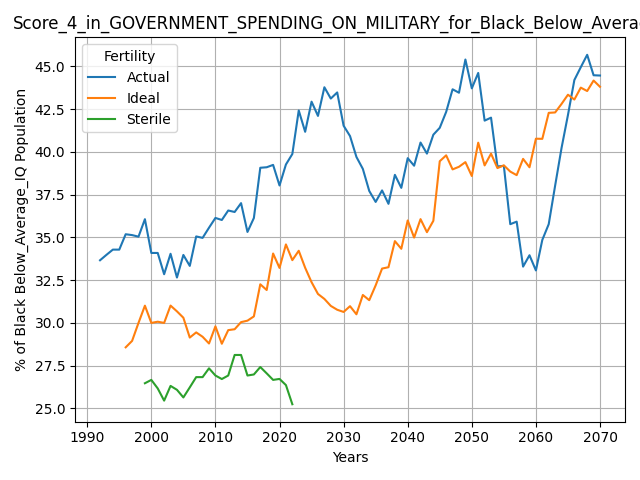 Score_4_in_GOVERNMENT_SPENDING_ON_MILITARY_for_Black_Below_Avera
Fertility
Actual
Ideal
Sterile
% of Black Below_Average_IQ Population
45.0
42.5
40.0
37.5
35.0
32.5
30.0
27.5
25.0
1990 2000 2010 2020 2030 2040 2050 2060 2070
Years